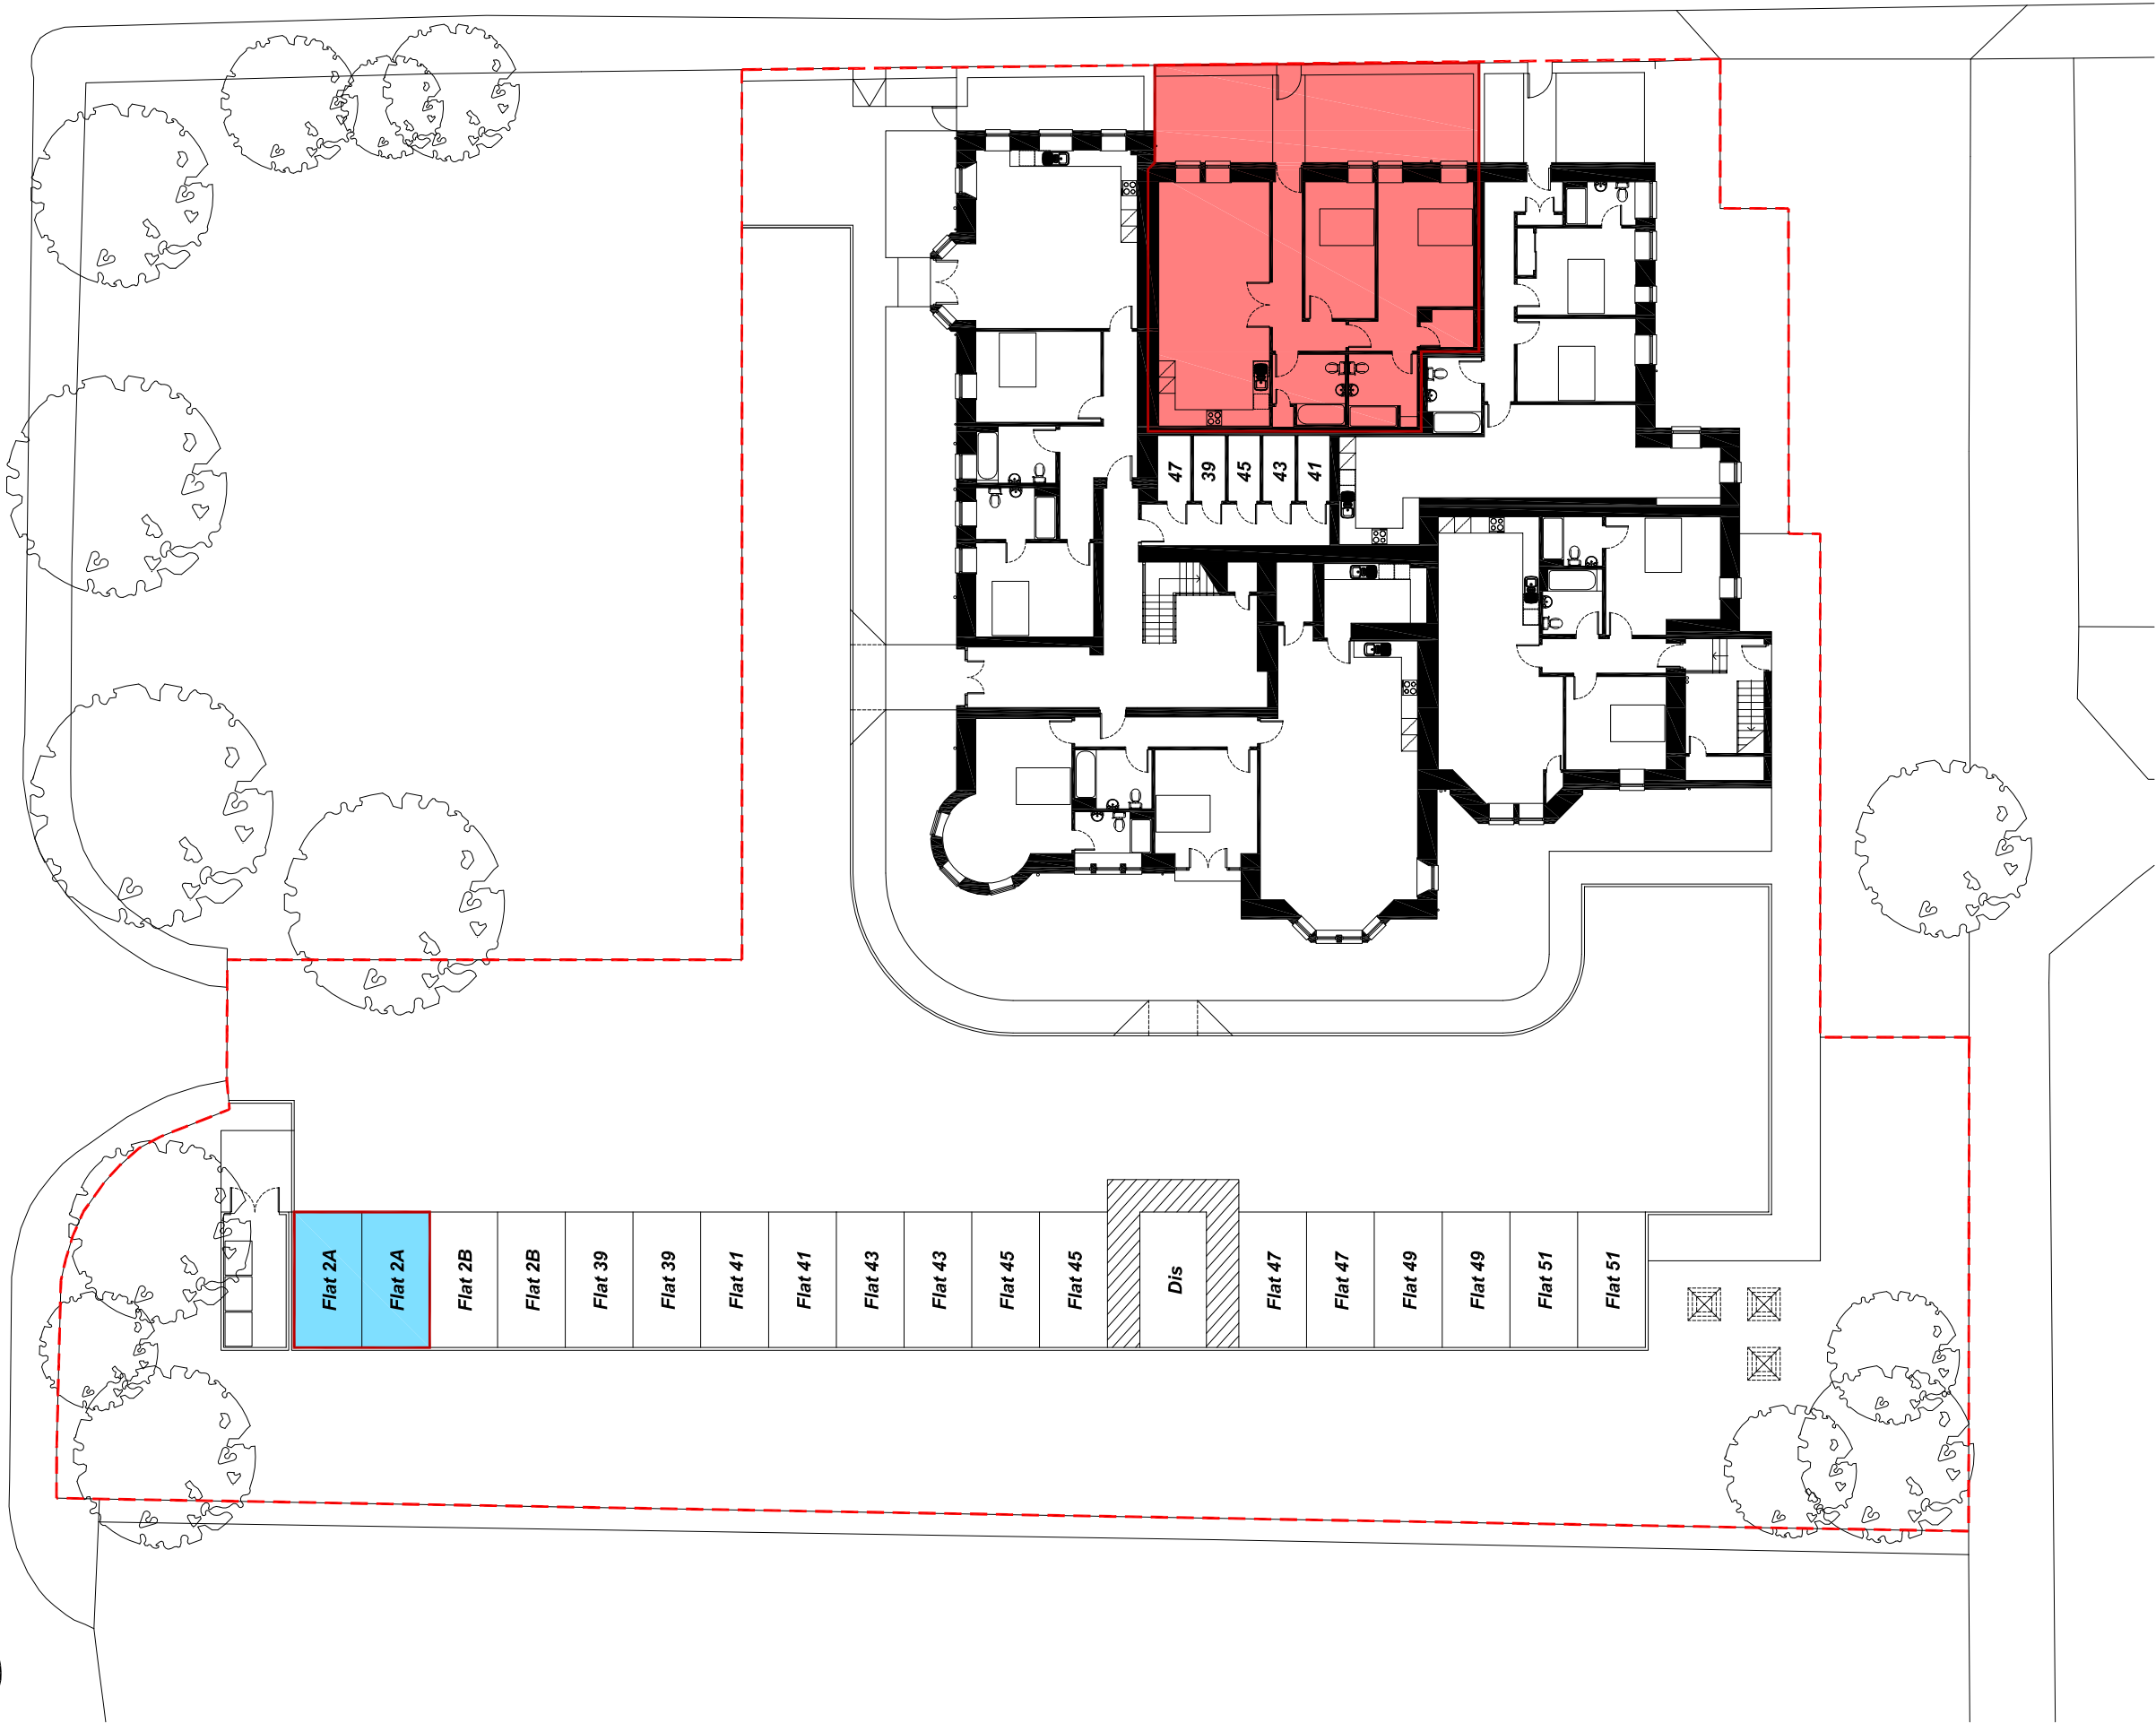 47
39
45
43
41
Flat 2A
Flat 2A
Flat 2B
Flat 2B
Flat 39
Flat 39
Flat 41
Flat 41
Flat 43
Flat 43
Flat 45
Flat 45
Dis
Flat 47
Flat 47
Flat 49
Flat 49
Flat 51
Flat 51